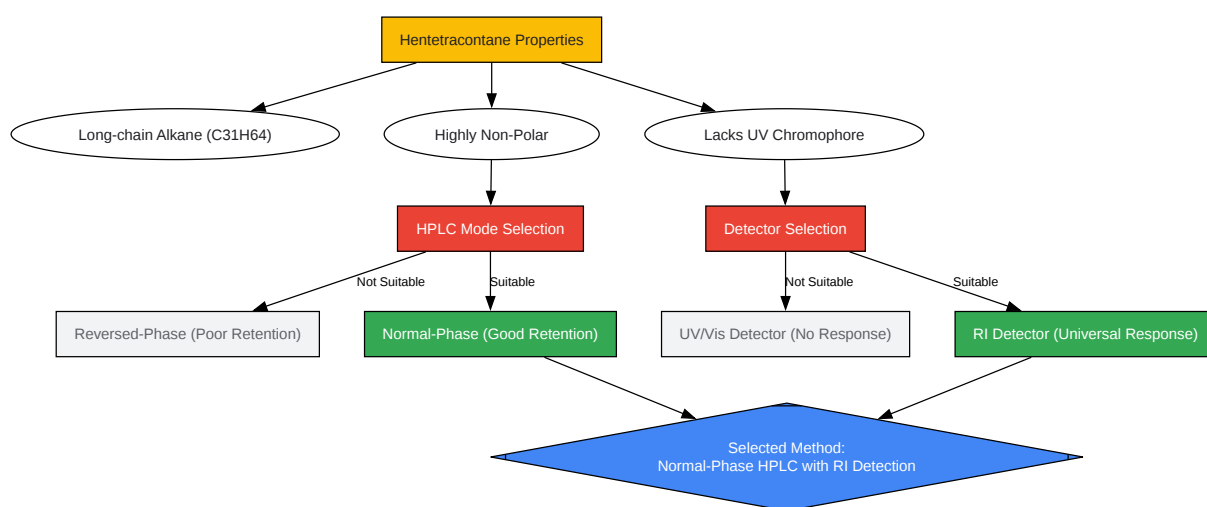 Hentetracontane Properties
Long-chain Alkane (C31H64)
Highly Non-Polar
Lacks UV Chromophore
HPLC Mode Selection
Detector Selection
Not Suitable
Suitable
Not Suitable
Suitable
Reversed-Phase (Poor Retention)
Normal-Phase (Good Retention)
UV/Vis Detector (No Response)
RI Detector (Universal Response)
Selected Method:
Normal-Phase HPLC with RI Detection